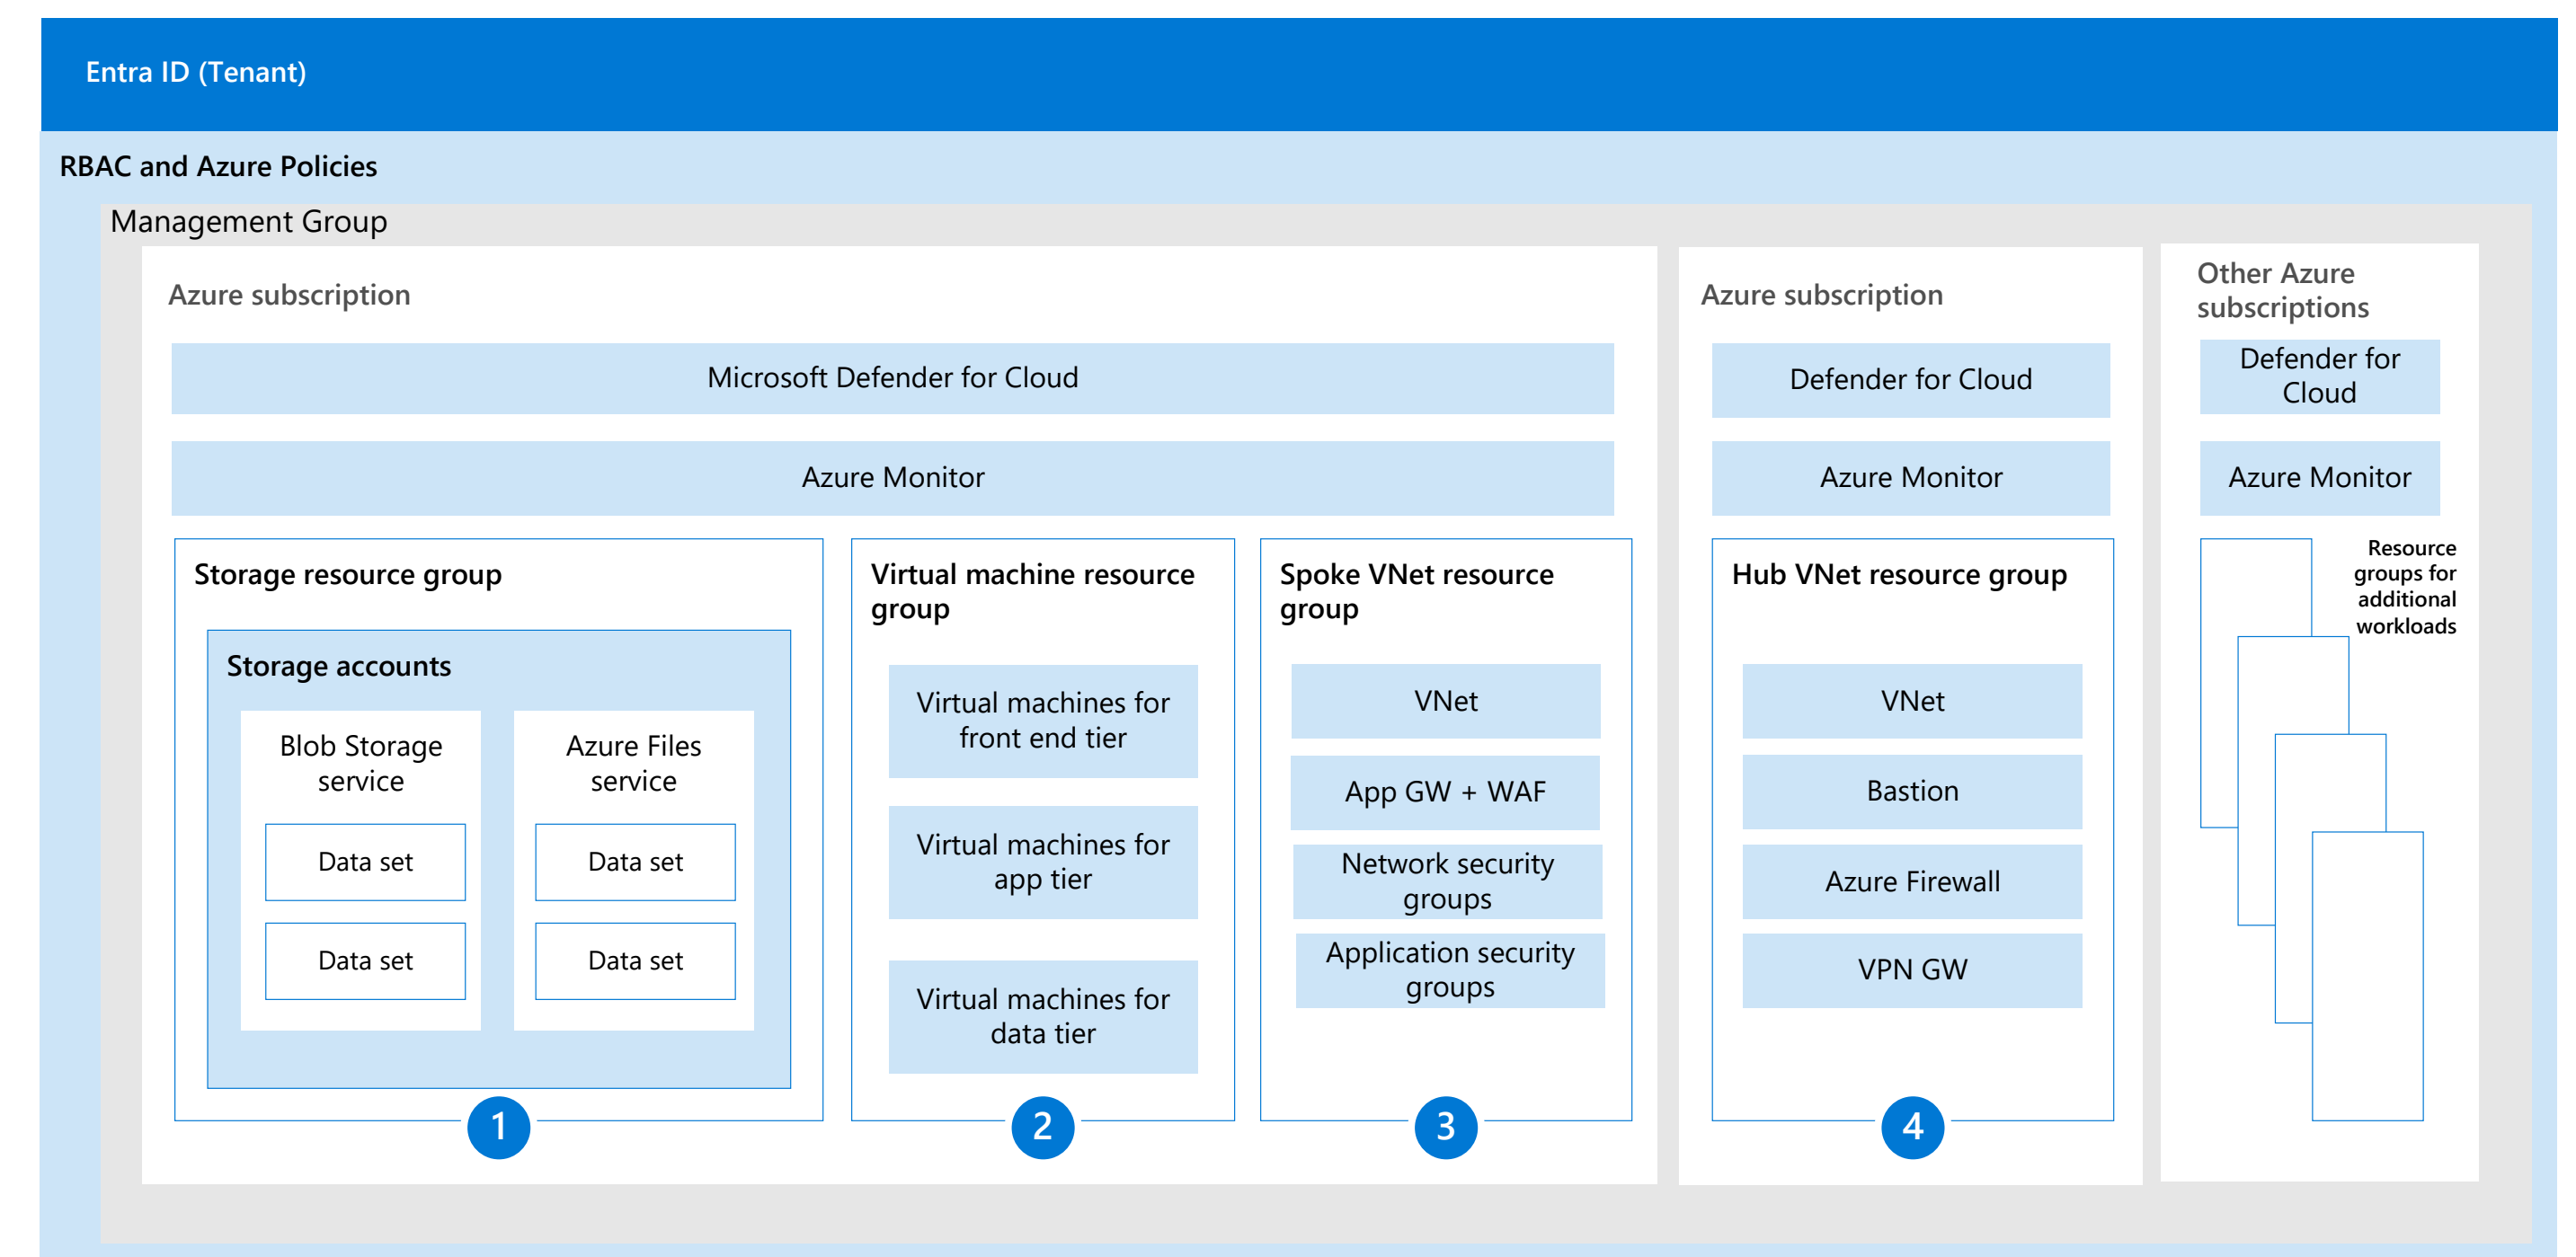 Entra ID (Tenant)
RBAC and Azure Policies
Management Group
Azure subscription
Microsoft Defender for Cloud
Azure Monitor
Storage resource group
Storage accounts
Blob Storage
service
Data set
Data set
Azure Files
service
Data set
Data set
1
Virtual machine resource
group
Virtual machines for
front end tier
Virtual machines for
app tier
Virtual machines for
data tier
2
Spoke VNet resource
group
VNet
App GW + WAF
Network security
groups
Application security
groups
3
Azure subscription
Defender for Cloud
Azure Monitor
Hub VNet resource group
VNet
Bastion
Azure Firewall
VPN GW
4
Other Azure
subscriptions
Defender for
Cloud
Azure Monitor
Resource
groups for
additional
workloads